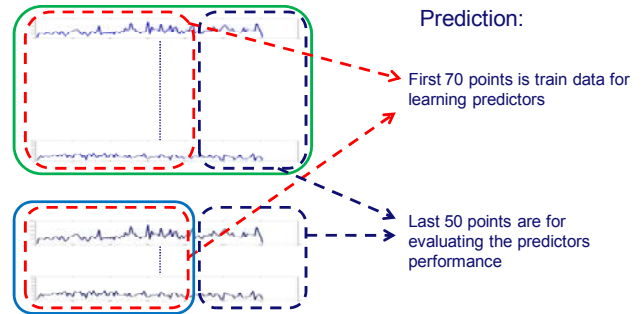 Prediction:
First 70 points is train data for
learning predictors
Last 50 points are for
evaluating the predictors
performance